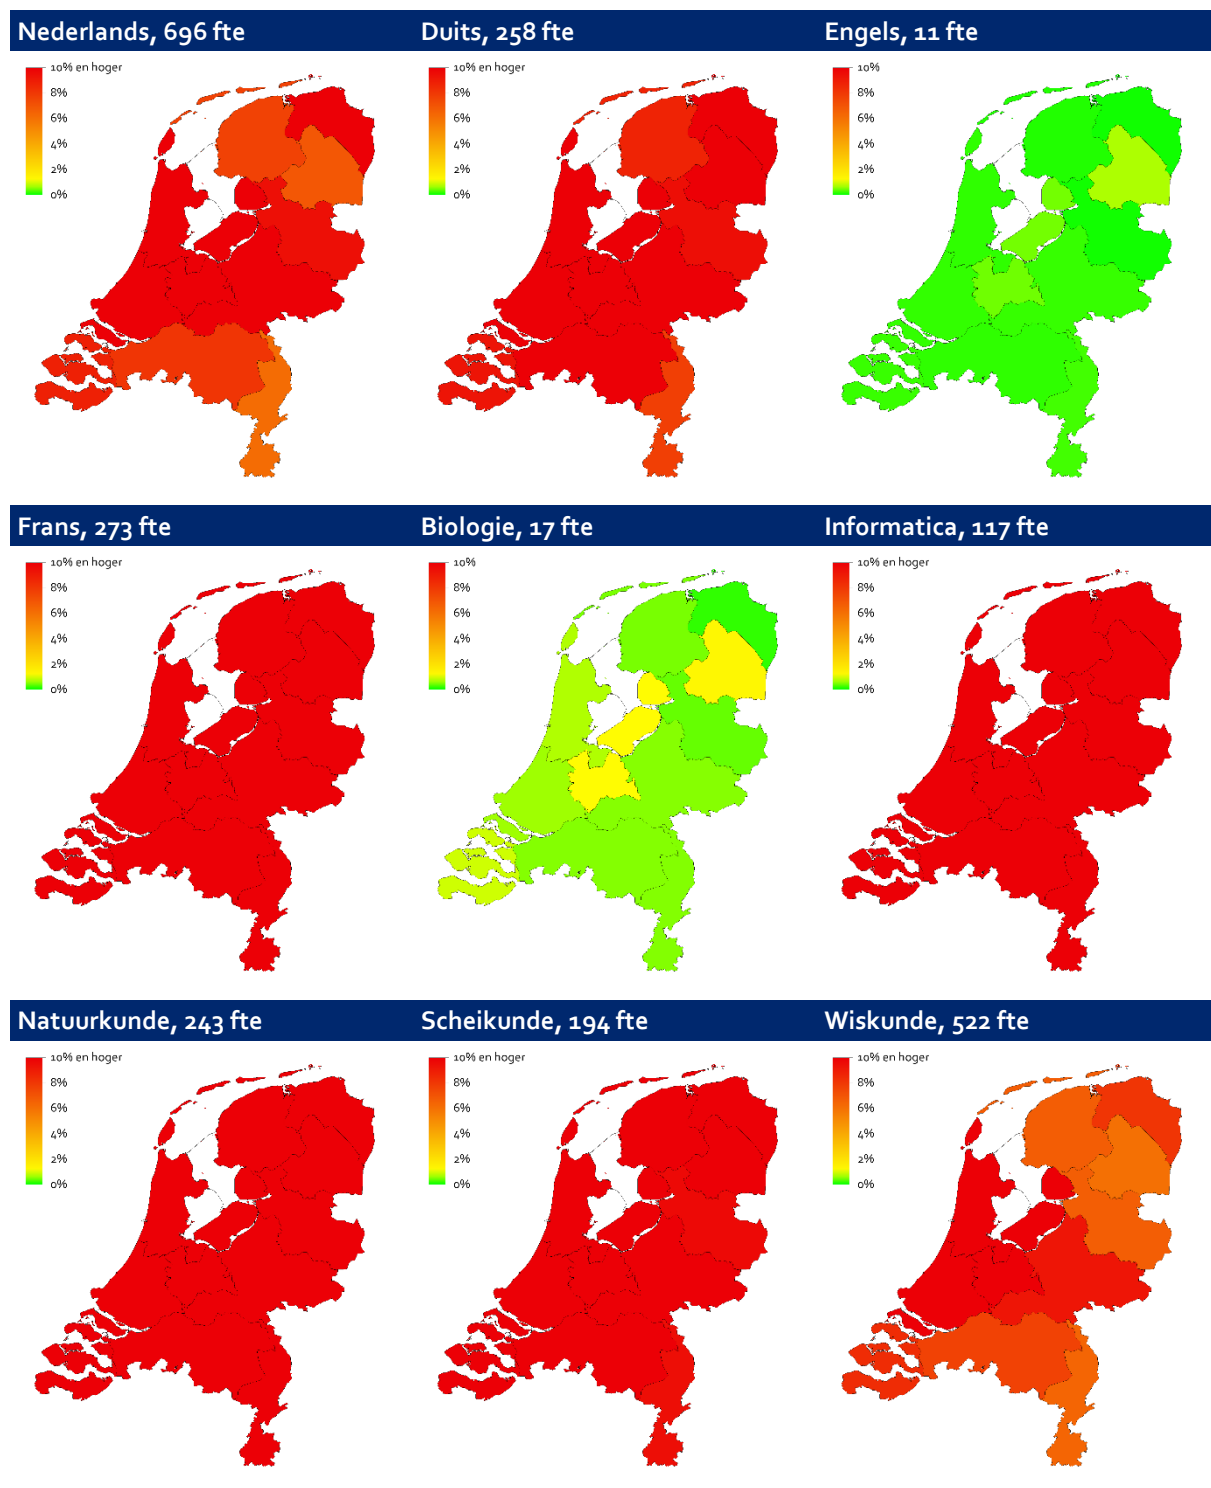 Nederlands, 696 fte
Duits, 258 fte
Engels, 11 fte
10% en hoger
8%
6%
4%
2%
0%
10% en hoger
8%
6%
4%
2%
0%
10%
8%
6%
4%
2%
0%
Frans, 273 fte
Biologie, 17 fte
Informatica, 117 fte
10% en hoger
8%
6%
4%
2%
0%
10%
8%
6%
4%
2%
0%
10% en hoger
8%
6%
4%
2%
0%
Natuurkunde, 243 fte
Scheikunde, 194 fte
Wiskunde, 522 fte
10% en hoger
8%
6%
4%
2%
0%
10% en hoger
8%
6%
4%
2%
0%
10% en hoger
8%
6%
4%
2%
0%